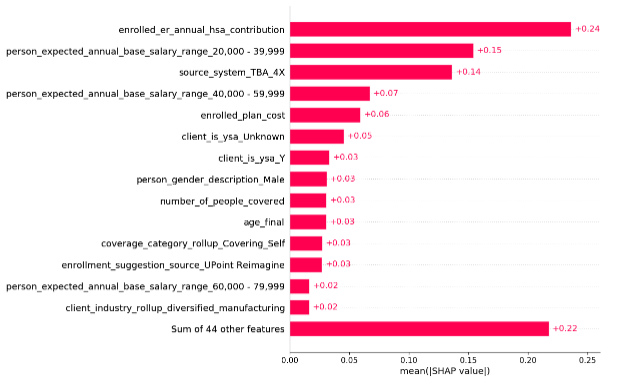 enrolled_er_annual_hsa_contribution +0.24
person_expected_annual_base_salary_range_20,000 - 39,999 +0.15
source_system_TBA_4X +0.14
person_expected_annual_base_salary_range_40,000 - 59,999 +0.07
enrolled_plan_cost +0.06
client_is_ysa_Unknown +0.05
client_is_ysa_Y +0.03
person_gender_description_Male +0.03
number_of_people_covered +0.03
age_final +0.03
coverage_category_rollup_Covering_Self +0.03
enrollment_suggestion_source_UPoint Reimagine +0.03
person_expected_annual_base_salary_range_60,000 - 79,999 +0.02
client_industry_rollup_diversified_manufacturing +0.02
Sum of 44 other features +0.22
0.00 0.05 0.10 0.15 0.20 0.25
mean(|SHAP value|)